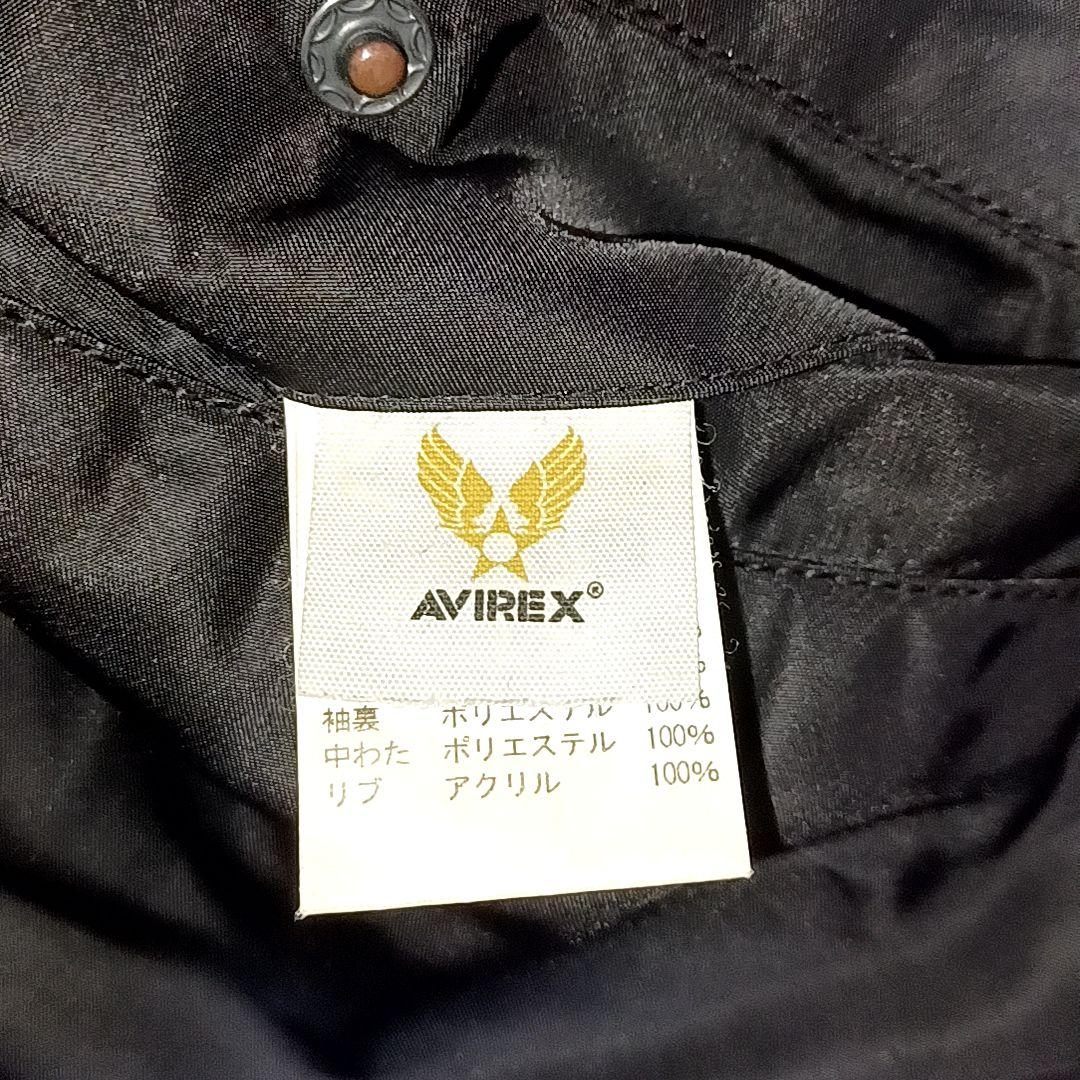 AVIREX®
袖裏 ポリエステル 100%
中わた ポリエステル 100%
リブ アクリル 100%